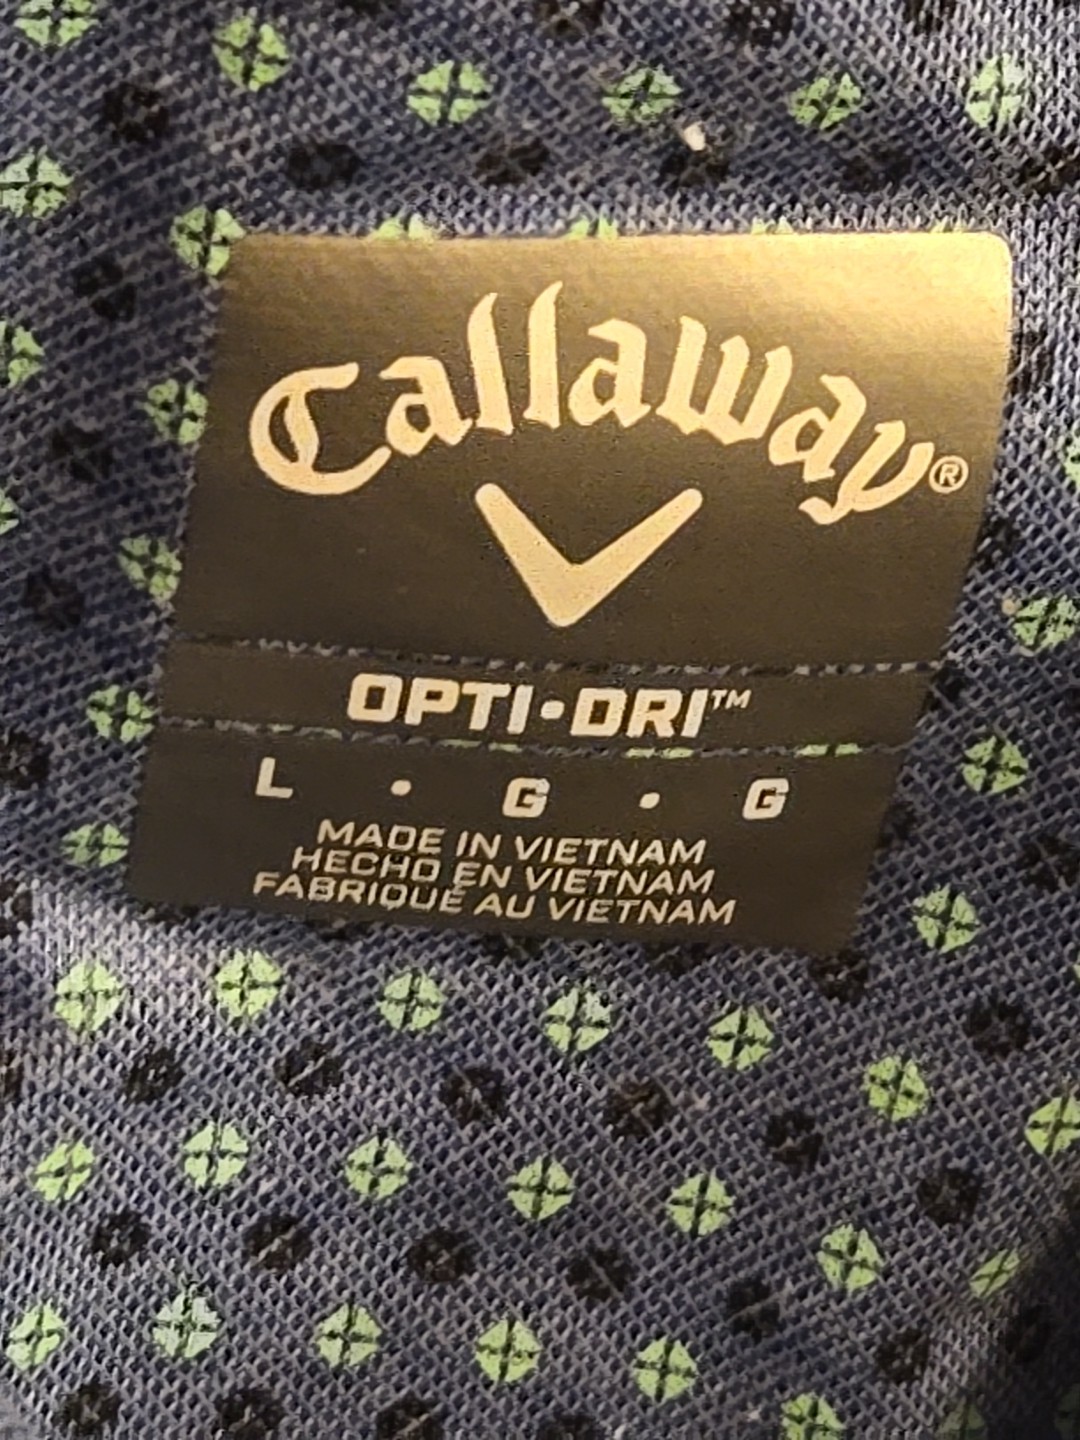 Callaway®
OPTI•DRI™
L • G • G
MADE IN VIETNAM
HECHO EN VIETNAM
FABRIQUÉ AU VIETNAM